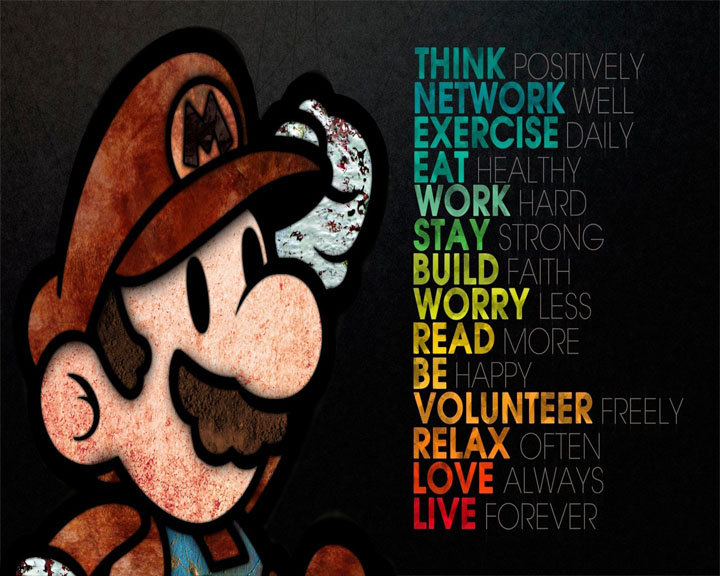 M
THINK POSITIVELY
NETWORK WELL
EXERCISE DAILY
EAT HEALTHY
WORK HARD
STAY STRONG
BUILD FAITH
WORRY LESS
READ MORE
BE HAPPY
VOLUNTEER FREELY
RELAX OFTEN
LOVE ALWAYS
LIVE FOREVER